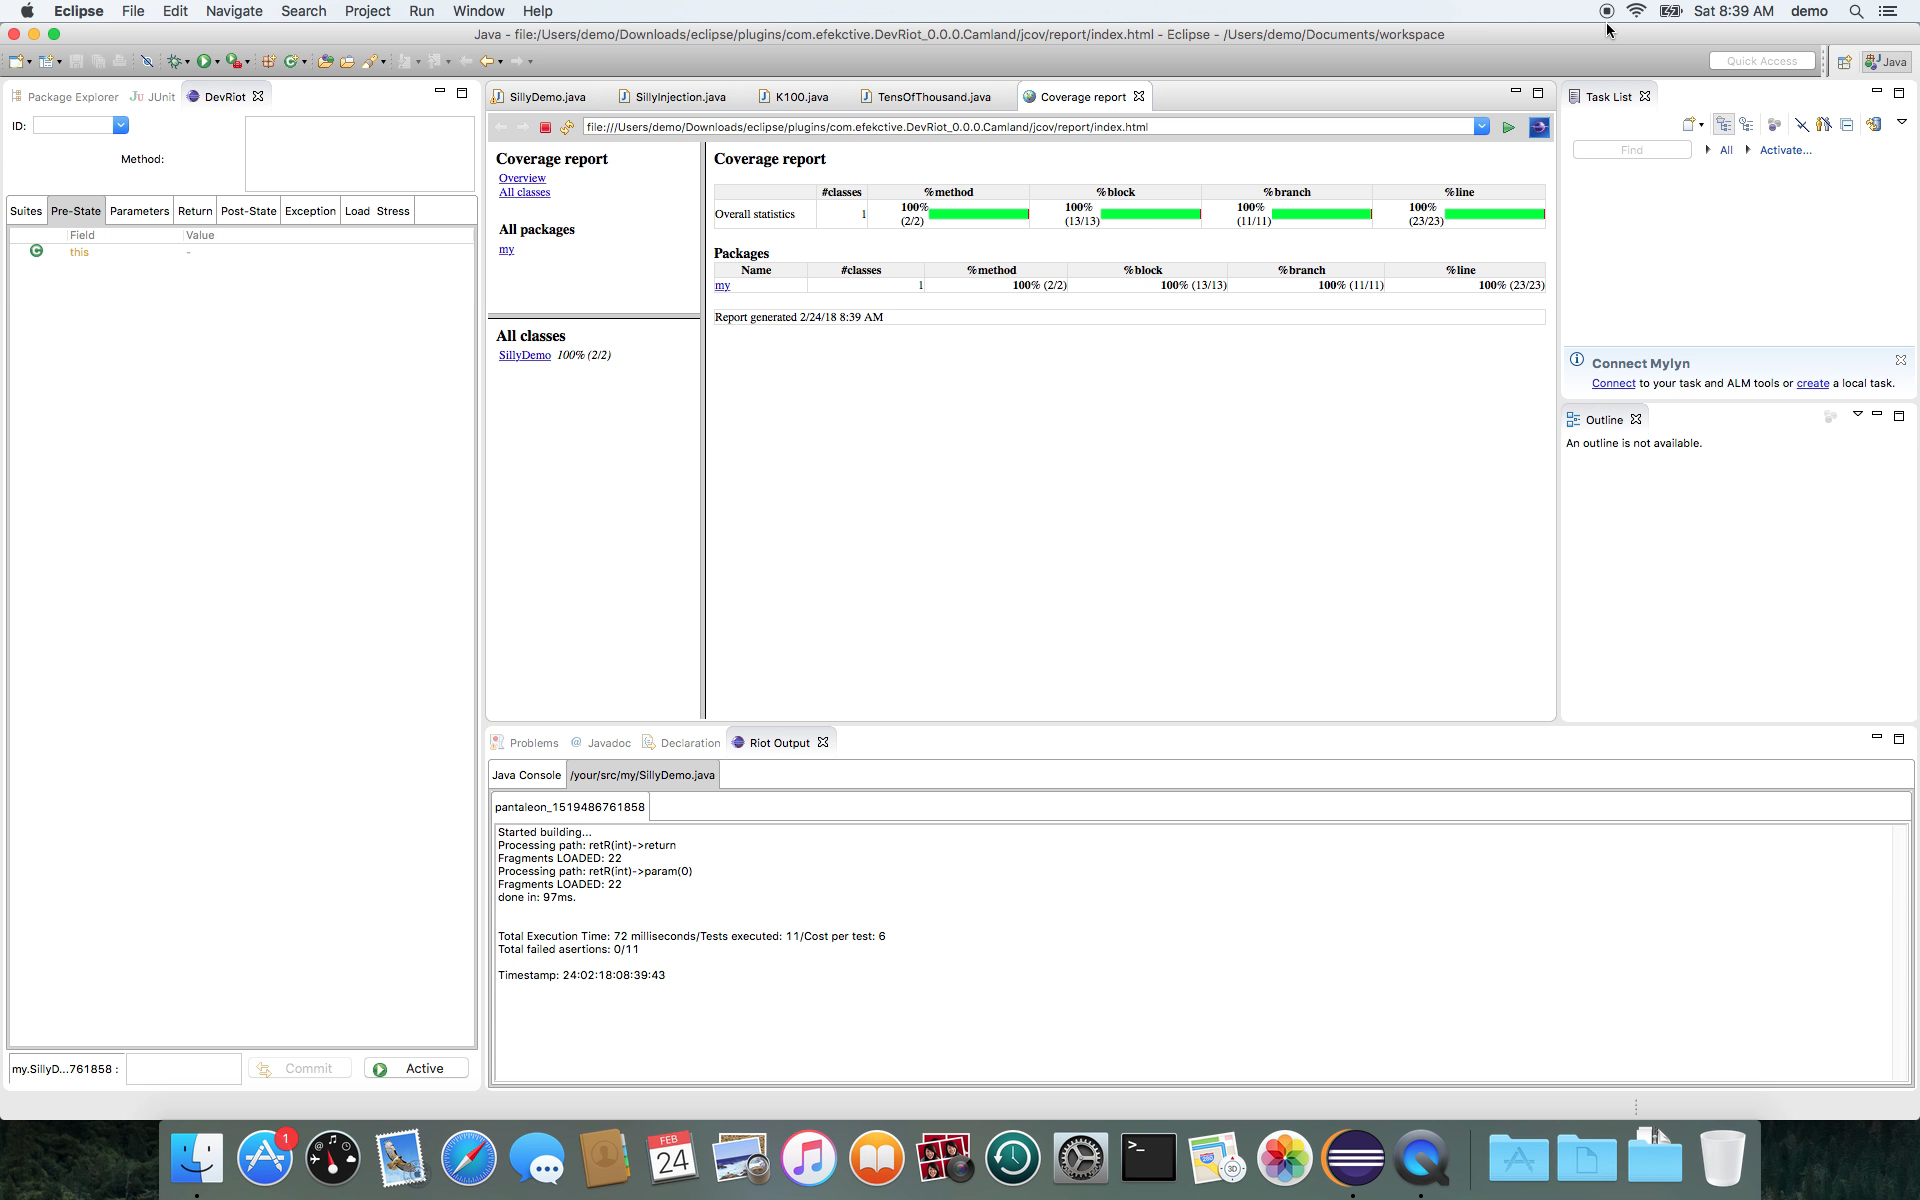 Eclipse File Edit Navigate Search Project Run Window Help Sat 8:39 AM demo
Java - file:/Users/demo/Downloads/eclipse/plugins/com.efekctive.DevRiot_0.0.0.Camland/jcov/report/index.html - Eclipse - /Users/demo/Documents/workspace
Quick Access Java
Package Explorer JUnit DevRiot
ID:
Method:
Suites Pre-State Parameters Return Post-State Exception Load Stress
Field Value
this -
my.SillyD...761858 : Commit Active
SillyDemo.java SillyInjection.java K100.java TensOfThousand.java Coverage report
file:///Users/demo/Downloads/eclipse/plugins/com.efekctive.DevRiot_0.0.0.Camland/jcov/report/index.html
Coverage report
Overview
All classes
All packages
my
All classes
SillyDemo 100% (2/2)
Coverage report
#classes %method %block %branch %line
Overall statistics 1 100% (2/2) 100% (13/13) 100% (11/11) 100% (23/23)
Packages
Name #classes %method %block %branch %line
my 1 100% (2/2) 100% (13/13) 100% (11/11) 100% (23/23)
Report generated 2/24/18 8:39 AM
Task List
Find All Activate...
Connect Mylyn
Connect to your task and ALM tools or create a local task.
Outline
An outline is not available.
Problems @ Javadoc Declaration Riot Output
Java Console /your/src/my/SillyDemo.java
pantaleon_1519486761858
Started building...
Processing path: retR(int)->return
Fragments LOADED: 22
Processing path: retR(int)->param(0)
Fragments LOADED: 22
done in: 97ms.
Total Execution Time: 72 milliseconds/Tests executed: 11/Cost per test: 6
Total failed asertions: 0/11
Timestamp: 24:02:18:08:39:43
1
FEB
24
3D